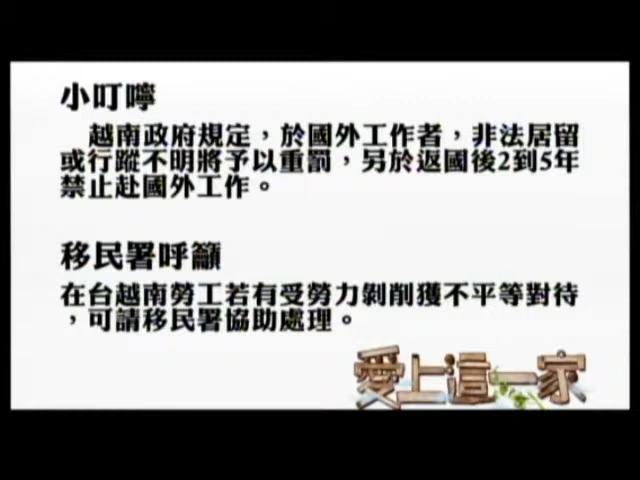 小叮嚀
越南政府規定，於國外工作者，非法居留
或行蹤不明將予以重罰，另於返國後2到5年
禁止赴國外工作。
移民署呼籲
在台越南勞工若有受勞力剝削獲不平等對待
，可請移民署協助處理。
愛上這一家